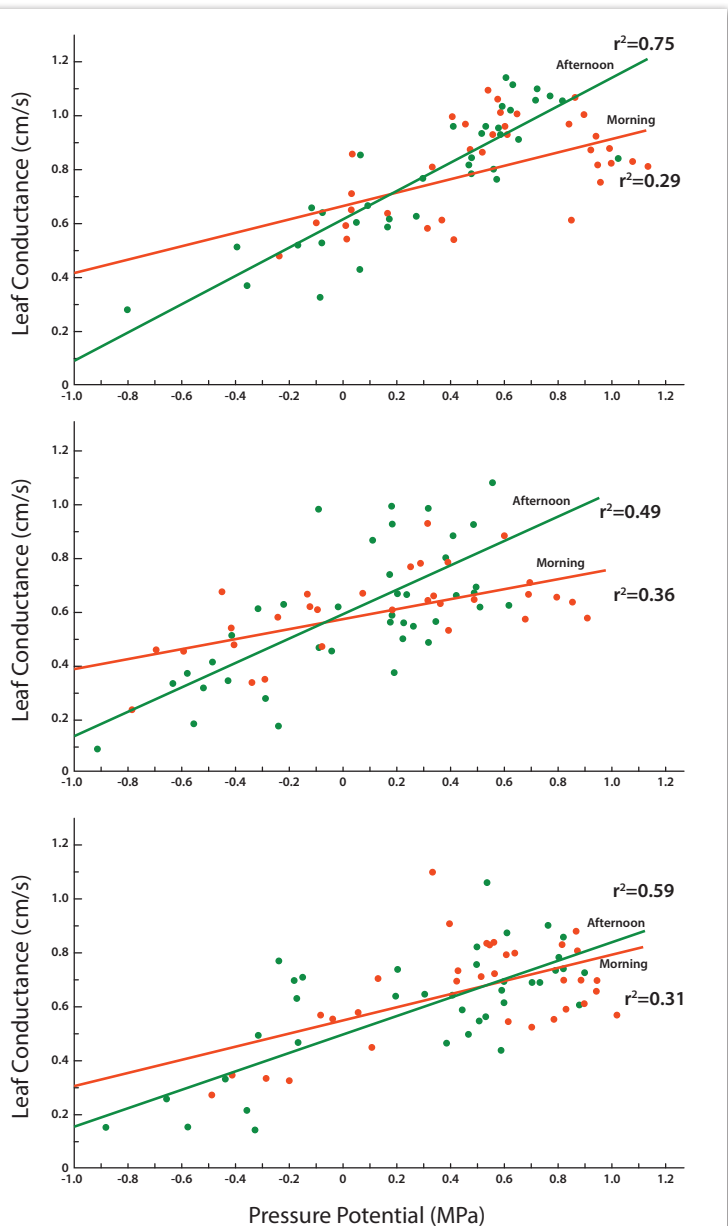 r²=0.75
Afternoon
Morning
r²=0.29
Leaf Conductance (cm/s)
1.2
1.0
0.8
0.6
0.4
0.2
0
-1.0 -0.8 -0.6 -0.4 -0.2 0 0.2 0.4 0.6 0.8 1.0 1.2
Afternoon
r²=0.49
Morning
r²=0.36
Leaf Conductance (cm/s)
1.2
1.0
0.8
0.6
0.4
0.2
0
-1.0 -0.8 -0.6 -0.4 -0.2 0 0.2 0.4 0.6 0.8 1.0 1.2
r²=0.59
Afternoon
Morning
r²=0.31
Leaf Conductance (cm/s)
1.2
1.0
0.8
0.6
0.4
0.2
0
-1.0 -0.8 -0.6 -0.4 -0.2 0 0.2 0.4 0.6 0.8 1.0 1.2
Pressure Potential (MPa)